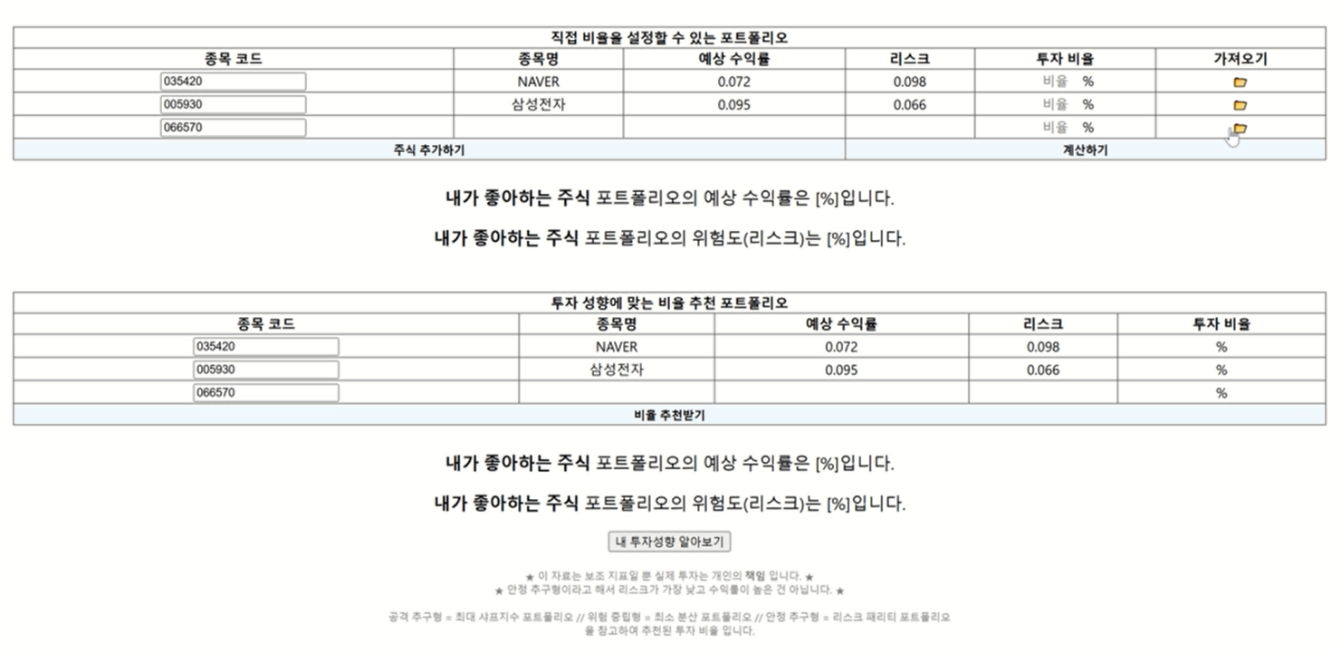 직접 비율을 설정할 수 있는 포트폴리오
종목 코드 종목명 예상 수익률 리스크 투자 비율 가져오기
035420 NAVER 0.072 0.098 비율 %
005930 삼성전자 0.095 0.066 비율 %
066570 비율 %
주식 추가하기 계산하기
내가 좋아하는 주식 포트폴리오의 예상 수익률은 [%]입니다.
내가 좋아하는 주식 포트폴리오의 위험도(리스크)는 [%]입니다.
투자 성향에 맞는 비율 추천 포트폴리오
종목 코드 종목명 예상 수익률 리스크 투자 비율
035420 NAVER 0.072 0.098 %
005930 삼성전자 0.095 0.066 %
066570 %
비율 추천받기
내가 좋아하는 주식 포트폴리오의 예상 수익률은 [%]입니다.
내가 좋아하는 주식 포트폴리오의 위험도(리스크)는 [%]입니다.
내 투자성향 알아보기
★ 이 자료는 보조 지표일 뿐 실제 투자는 개인의 책임 입니다. ★
★ 안정 추구형이라고 해서 리스크가 가장 낮고 수익률이 높은 건 아닙니다. ★
공격 추구형 = 최대 샤프지수 포트폴리오 // 위험 중립형 = 최소 분산 포트폴리오 // 안정 추구형 = 리스크 패리티 포트폴리오
을 참고하여 추천된 투자 비율 입니다.